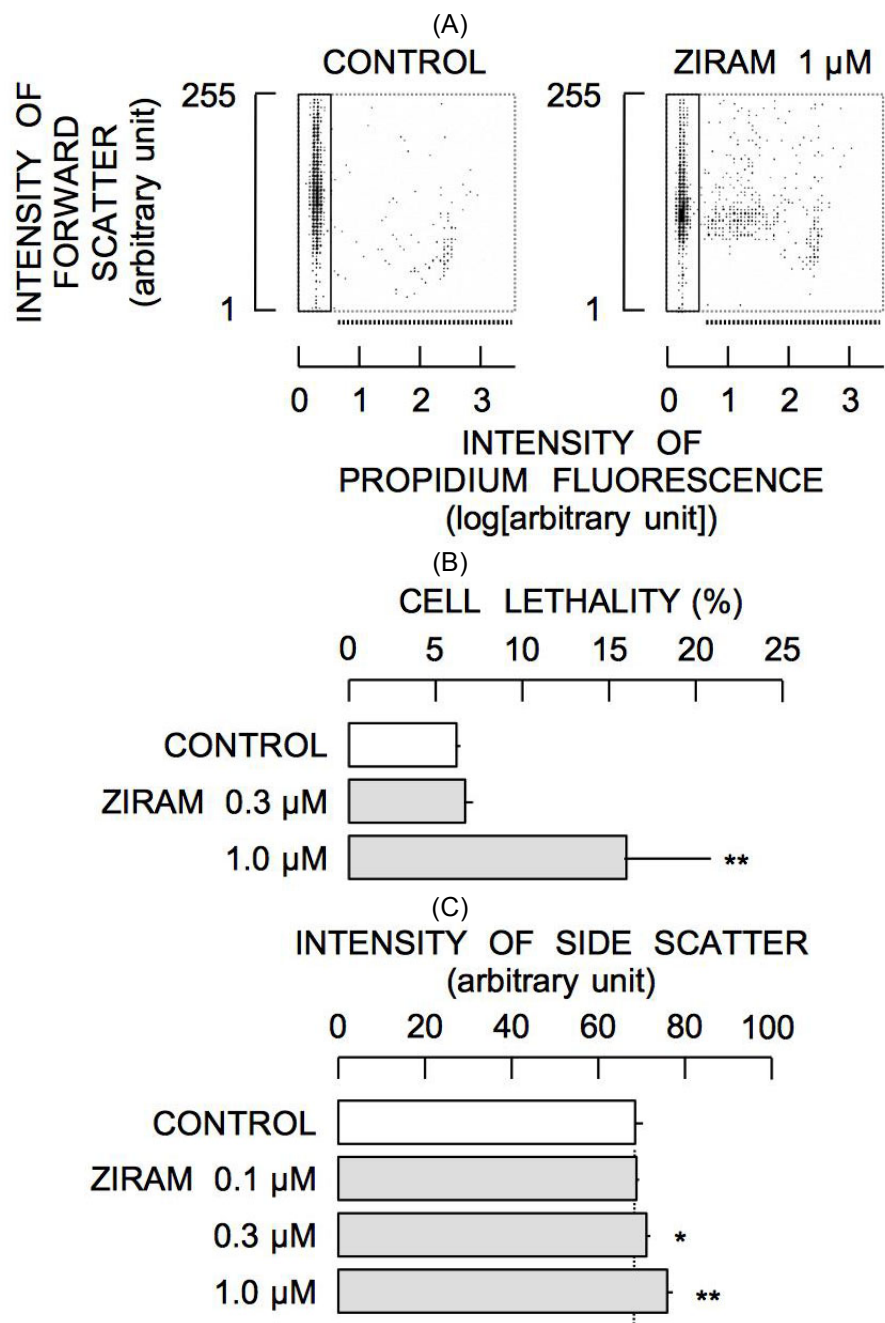 (A)
CONTROL
ZIRAM 1 µM
INTENSITY OF
FORWARD
SCATTER
(arbitrary unit)
255
1
255
1
0 1 2 3
0 1 2 3
INTENSITY OF
PROPIDIUM FLUORESCENCE
(log[arbitrary unit])
(B)
CELL LETHALITY (%)
0 5 10 15 20 25
CONTROL
ZIRAM 0.3 µM
1.0 µM **
(C)
INTENSITY OF SIDE SCATTER
(arbitrary unit)
0 20 40 60 80 100
CONTROL
ZIRAM 0.1 µM
0.3 µM *
1.0 µM **